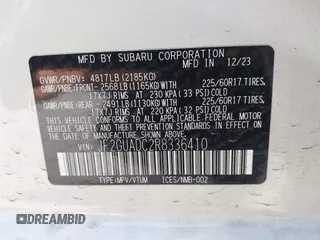 MFD BY SUBARU CORPORATION 12/23
GVWR/PNBV: 4817LB (2185KG)
GAWR/PNBE: FRONT- 2568LB (1165KG) WITH 225/60R17 TIRES,
17X7J RIMS AT 230 KPA (33 PSI) COLD
GAWR/PNBE: REAR - 2491LB (1130KG) WITH 225/60R17 TIRES,
17X7J RIMS AT 220 KPA (32 PSI) COLD
THIS VEHICLE CONFORMS TO ALL APPLICABLE
FEDERAL MOTOR VEHICLE SAFETY, BUMPER,
AND THEFT PREVENTION STANDARDS IN EFFECT
ON THE DATE OF MANUFACTURE SHOWN ABOVE.
VIN: JF2GUADC2R8336410
TYPE:MPV/VTUM ICES/NMB-002
DREAMBID